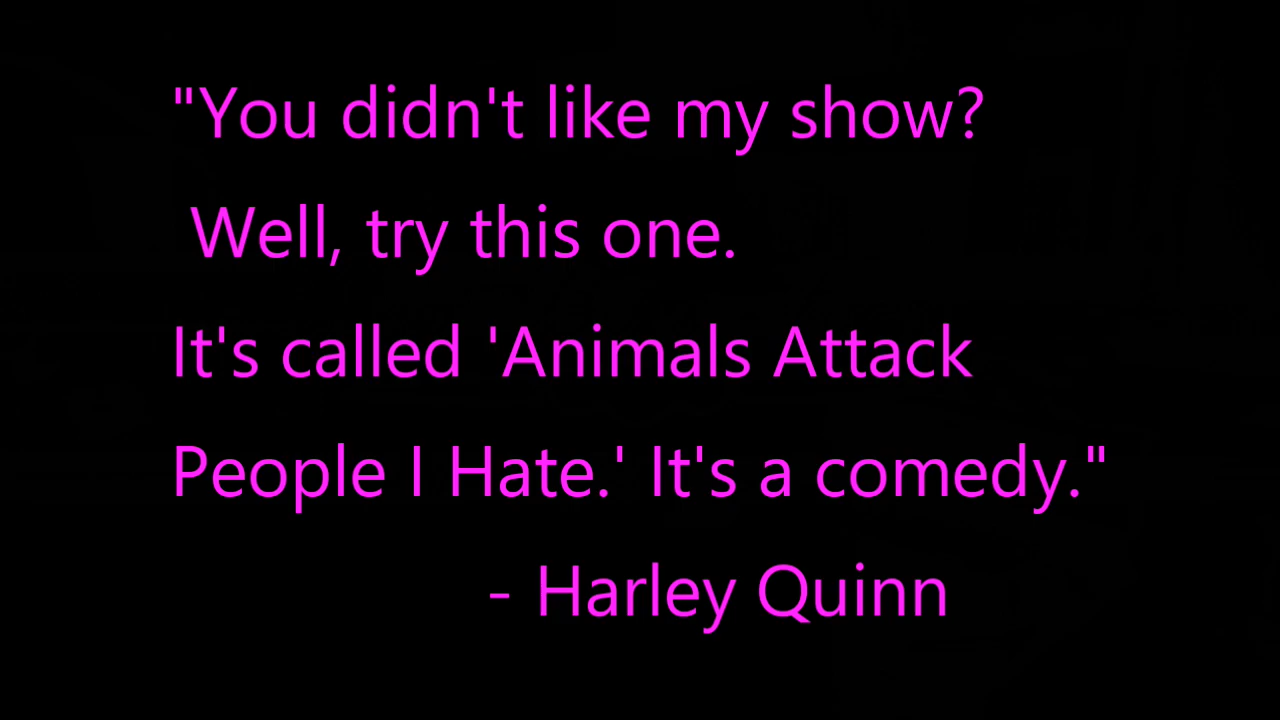 "You didn't like my show?
Well, try this one.
It's called 'Animals Attack
People I Hate.' It's a comedy."
- Harley Quinn